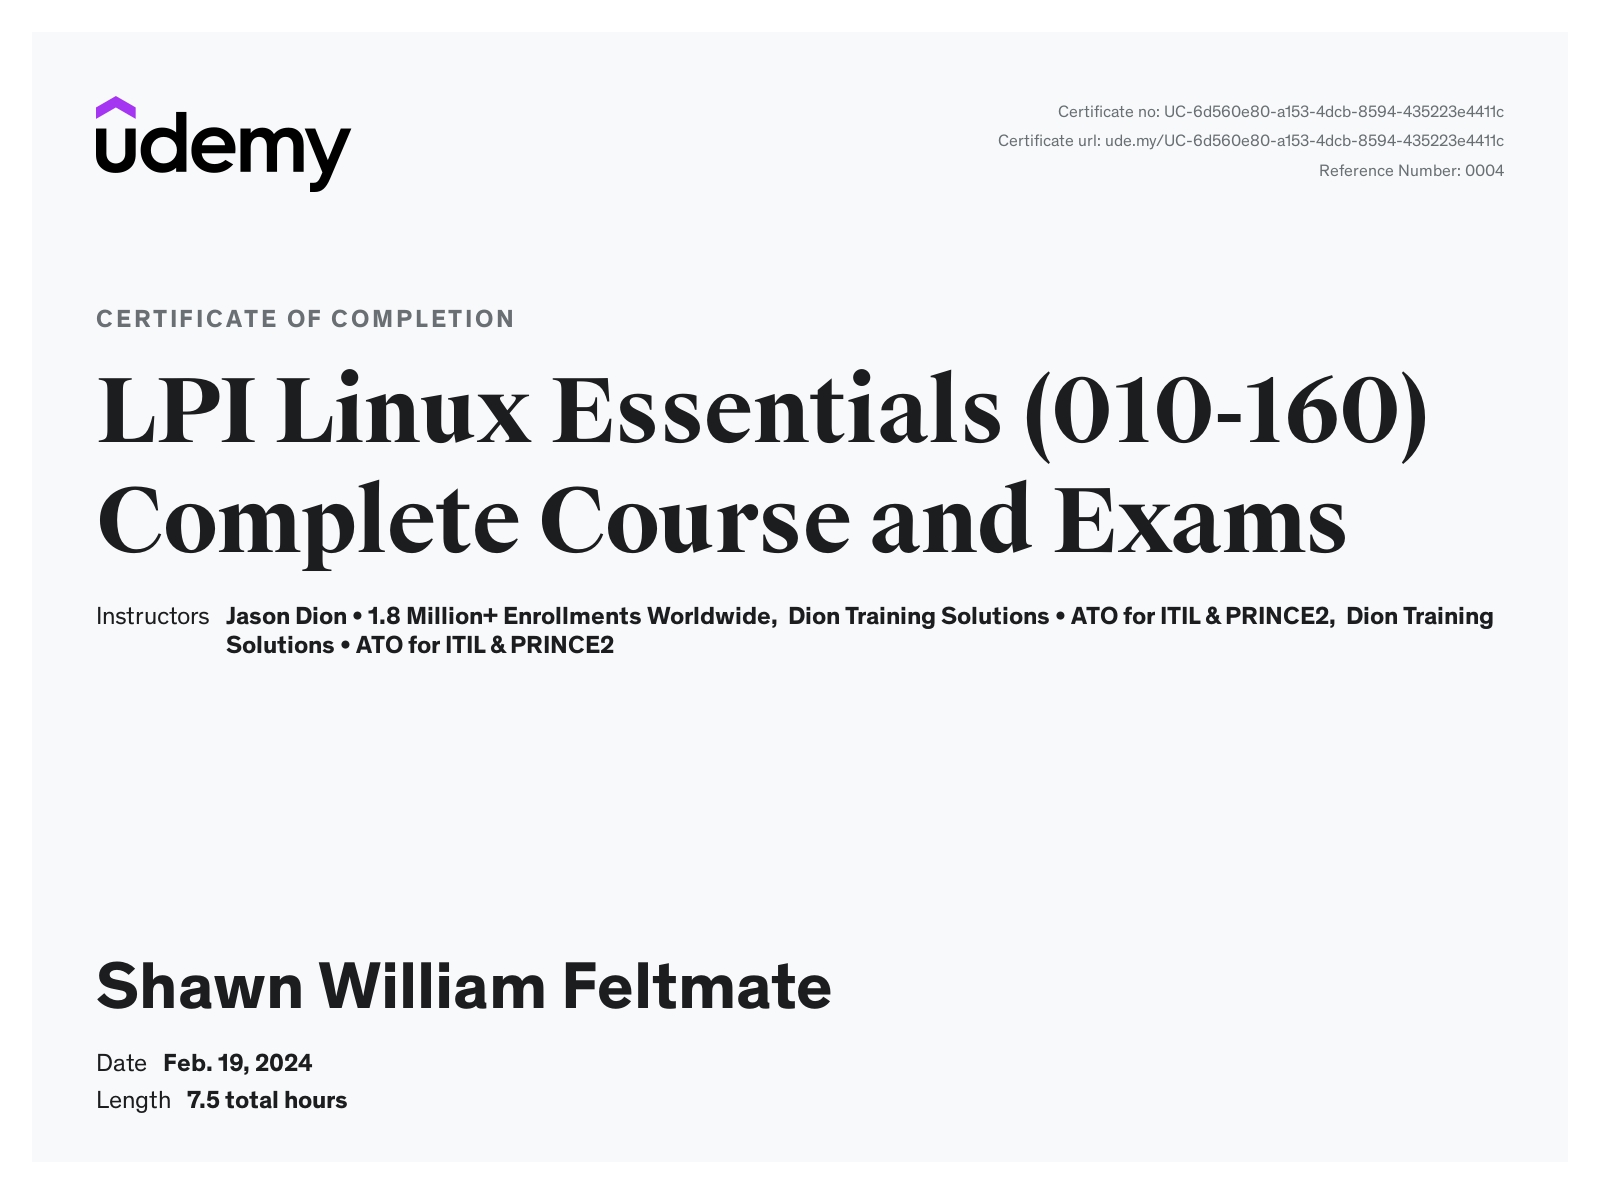 udemy
Certificate no: UC-6d560e80-a153-4dcb-8594-435223e4411c
Certificate url: ude.my/UC-6d560e80-a153-4dcb-8594-435223e4411c
Reference Number: 0004
CERTIFICATE OF COMPLETION
LPI Linux Essentials (010-160)
Complete Course and Exams
Instructors Jason Dion • 1.8 Million+ Enrollments Worldwide, Dion Training Solutions • ATO for ITIL & PRINCE2, Dion Training
Solutions • ATO for ITIL & PRINCE2
Shawn William Feltmate
Date Feb. 19, 2024
Length 7.5 total hours